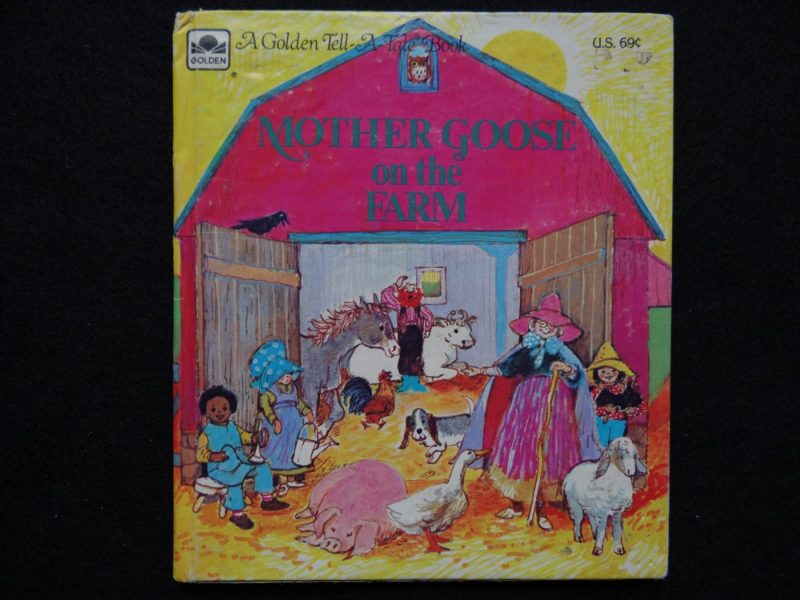 A Golden Tell-A-Tale® Book
U.S. 69¢
GOLDEN
®
MOTHER GOOSE
on the
FARM